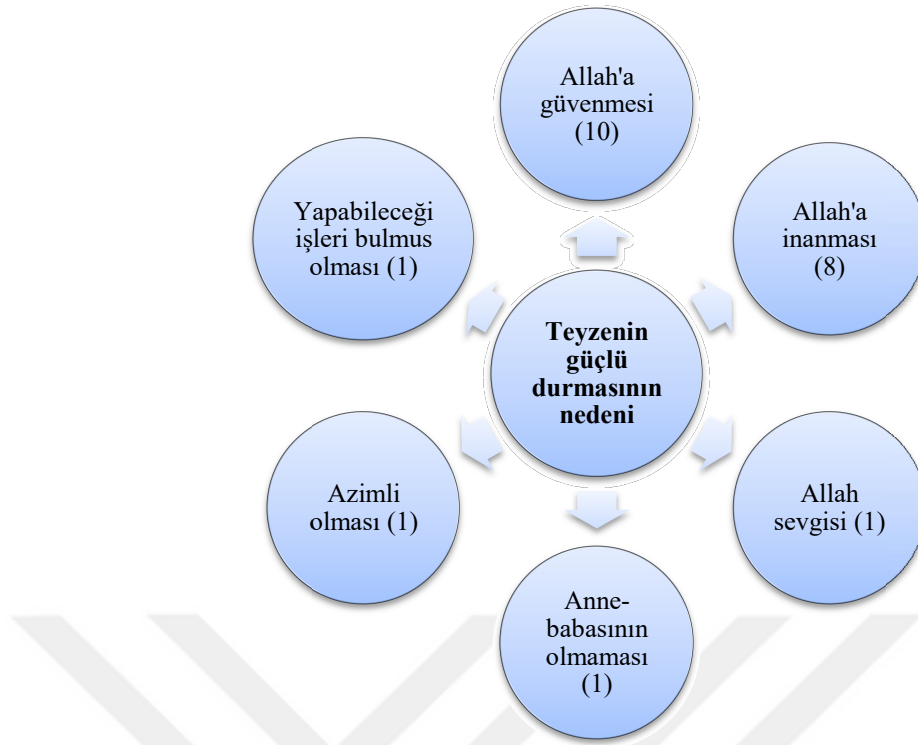 Allah'a
güvenmesi
(10)
Yapabileceği
işleri bulmus
olması (1)
Allah'a
inanması
(8)
Teyzenin
güçlü
durmasının
nedeni
Azimli
olması (1)
Allah
sevgisi (1)
Anne-
babasının
olmaması
(1)